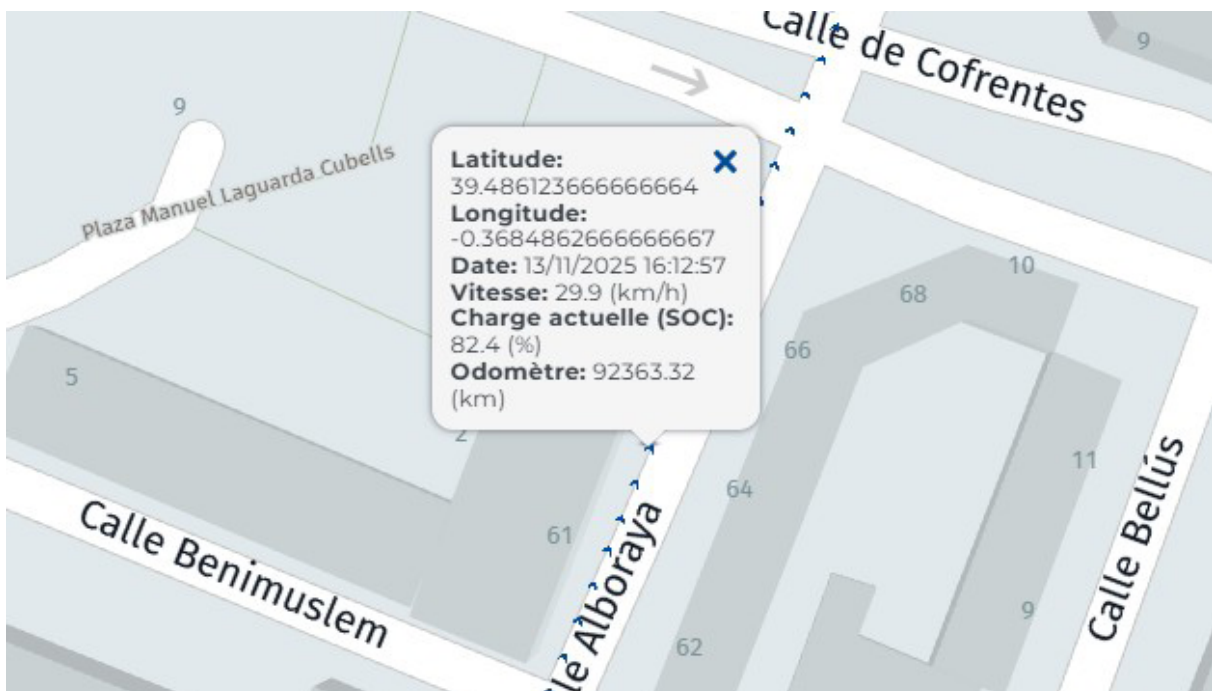 Calle de Cofrentes
9
9
Plaza Manuel Laguarda Cubells
Latitude:
39.486123666666664
Longitude:
-0.3684862666666667
Date: 13/11/2025 16:12:57
Vitesse: 29.9 (km/h)
Charge actuelle (SOC):
82.4 (%)
Odomètre: 92363.32
(km)
10
68
66
5
2
11
64
61
Calle Benimuslem
le Alboraya
Calle Bellús
9
62